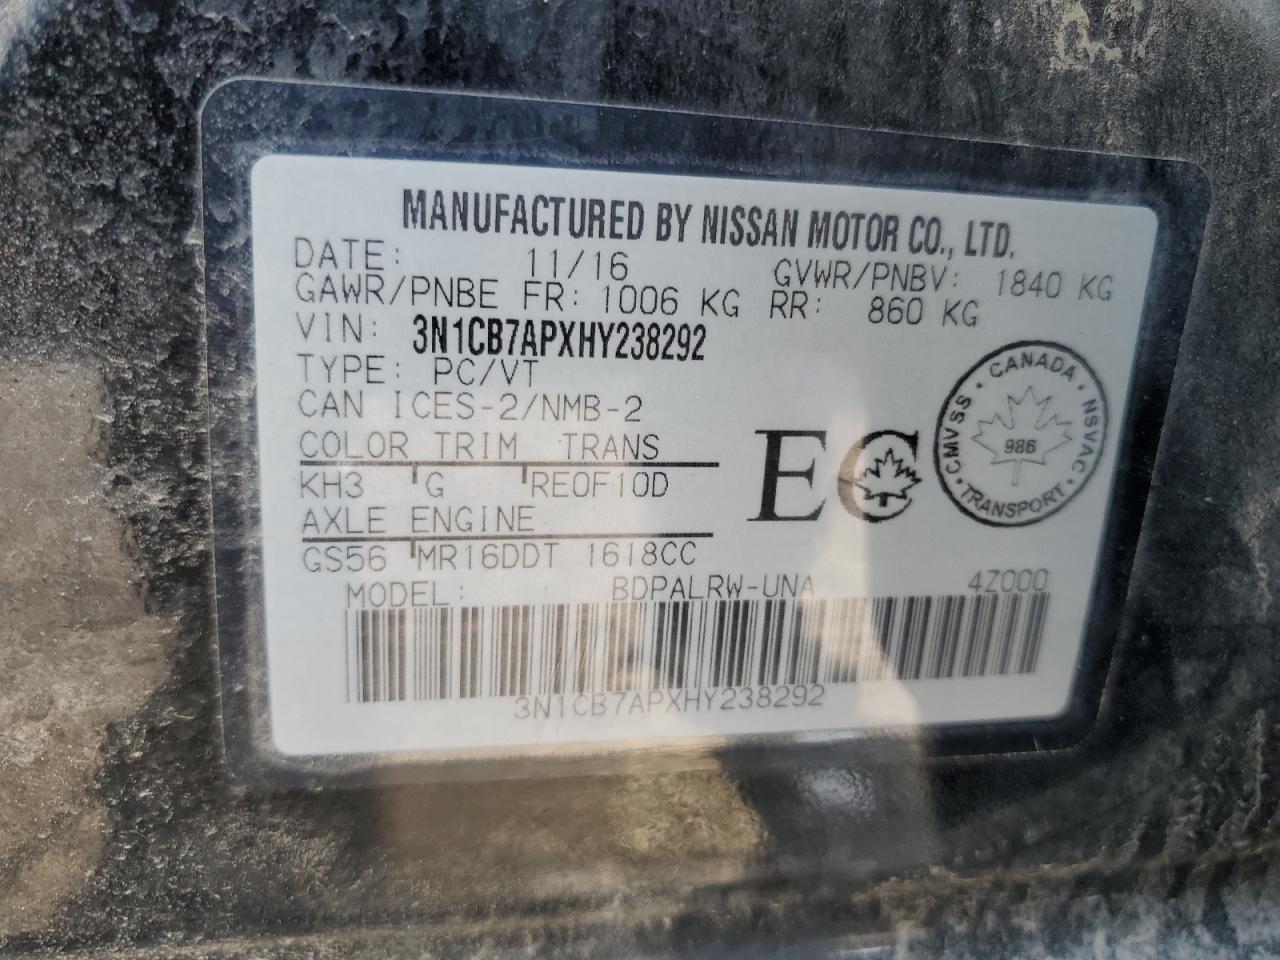 MANUFACTURED BY NISSAN MOTOR CO., LTD.
DATE: 11/16 GVWR/PNBV: 1840 KG
GAWR/PNBE FR: 1006 KG RR: 860 KG
VIN: 3N1CB7APXHY238292
TYPE: PC/VT
CAN ICES-2/NMB-2
COLOR TRIM TRANS
KH3 G RE0F10D
AXLE ENGINE
GS56 MR16DDT 1618CC
MODEL: BDPALRW-UNA 4Z000
3N1CB7APXHY238292
EC
CANADA
CMVSS
NSVAC
986
TRANSPORT